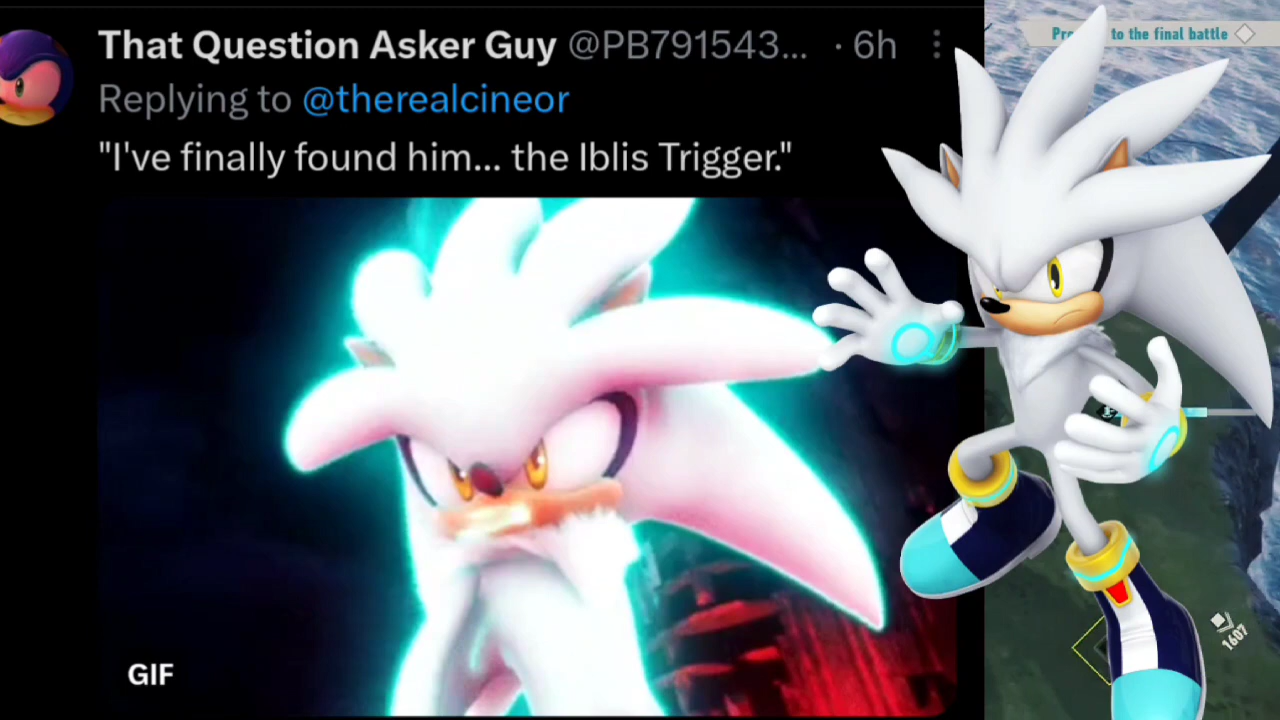 That Question Asker Guy @PB791543... · 6h
Replying to @therealcineor
"I've finally found him... the Iblis Trigger."
GIF
to the final battle
1607